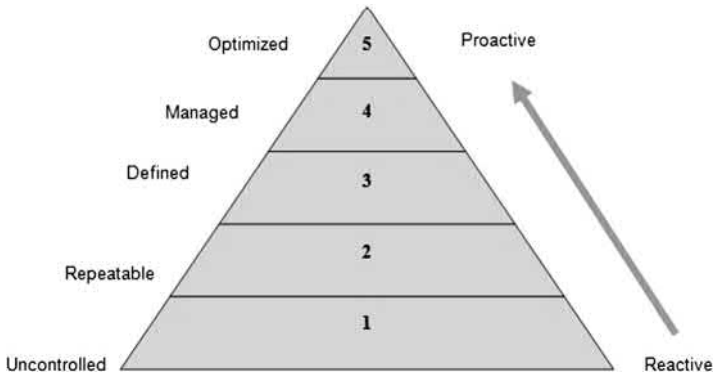 Optimized 5 Proactive
Managed 4
Defined 3
2
Repeatable
1
Uncontrolled Reactive